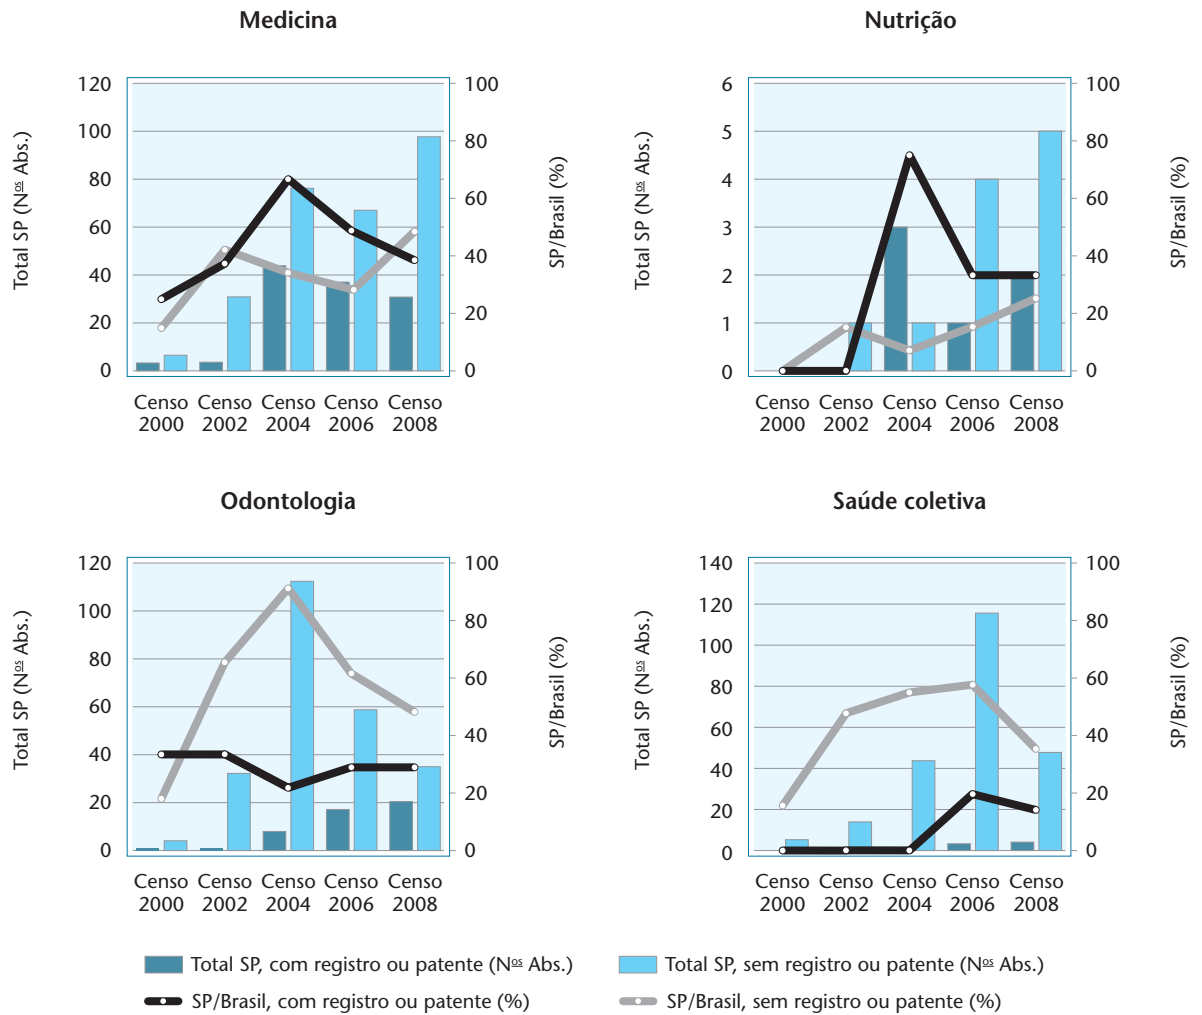 Medicina
120
100
80
60
40
20
0
Total SP (Nos Abs.)
100
80
60
40
20
0
SP/Brasil (%)
Censo 2000
Censo 2002
Censo 2004
Censo 2006
Censo 2008
Nutrição
6
5
4
3
2
1
0
Total SP (Nos Abs.)
100
80
60
40
20
0
SP/Brasil (%)
Censo 2000
Censo 2002
Censo 2004
Censo 2006
Censo 2008
Odontologia
120
100
80
60
40
20
0
Total SP (Nos Abs.)
100
80
60
40
20
0
SP/Brasil (%)
Censo 2000
Censo 2002
Censo 2004
Censo 2006
Censo 2008
Saúde coletiva
140
120
100
80
60
40
20
0
Total SP (Nos Abs.)
100
80
60
40
20
0
SP/Brasil (%)
Censo 2000
Censo 2002
Censo 2004
Censo 2006
Censo 2008
Total SP, com registro ou patente (Nos Abs.)
Total SP, sem registro ou patente (Nos Abs.)
SP/Brasil, com registro ou patente (%)
SP/Brasil, sem registro ou patente (%)